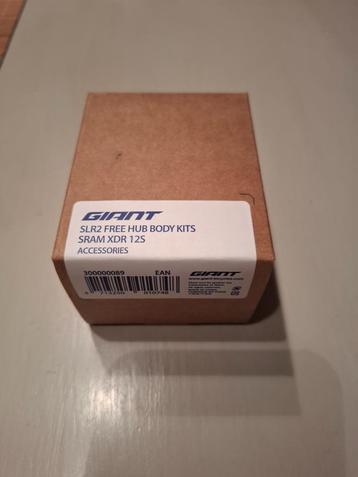 GIANT
SLR2 FREE HUB BODY KITS
SRAM XDR 12S
ACCESSORIES
300000089 EAN
GIANT
www.giant-bicycles.com